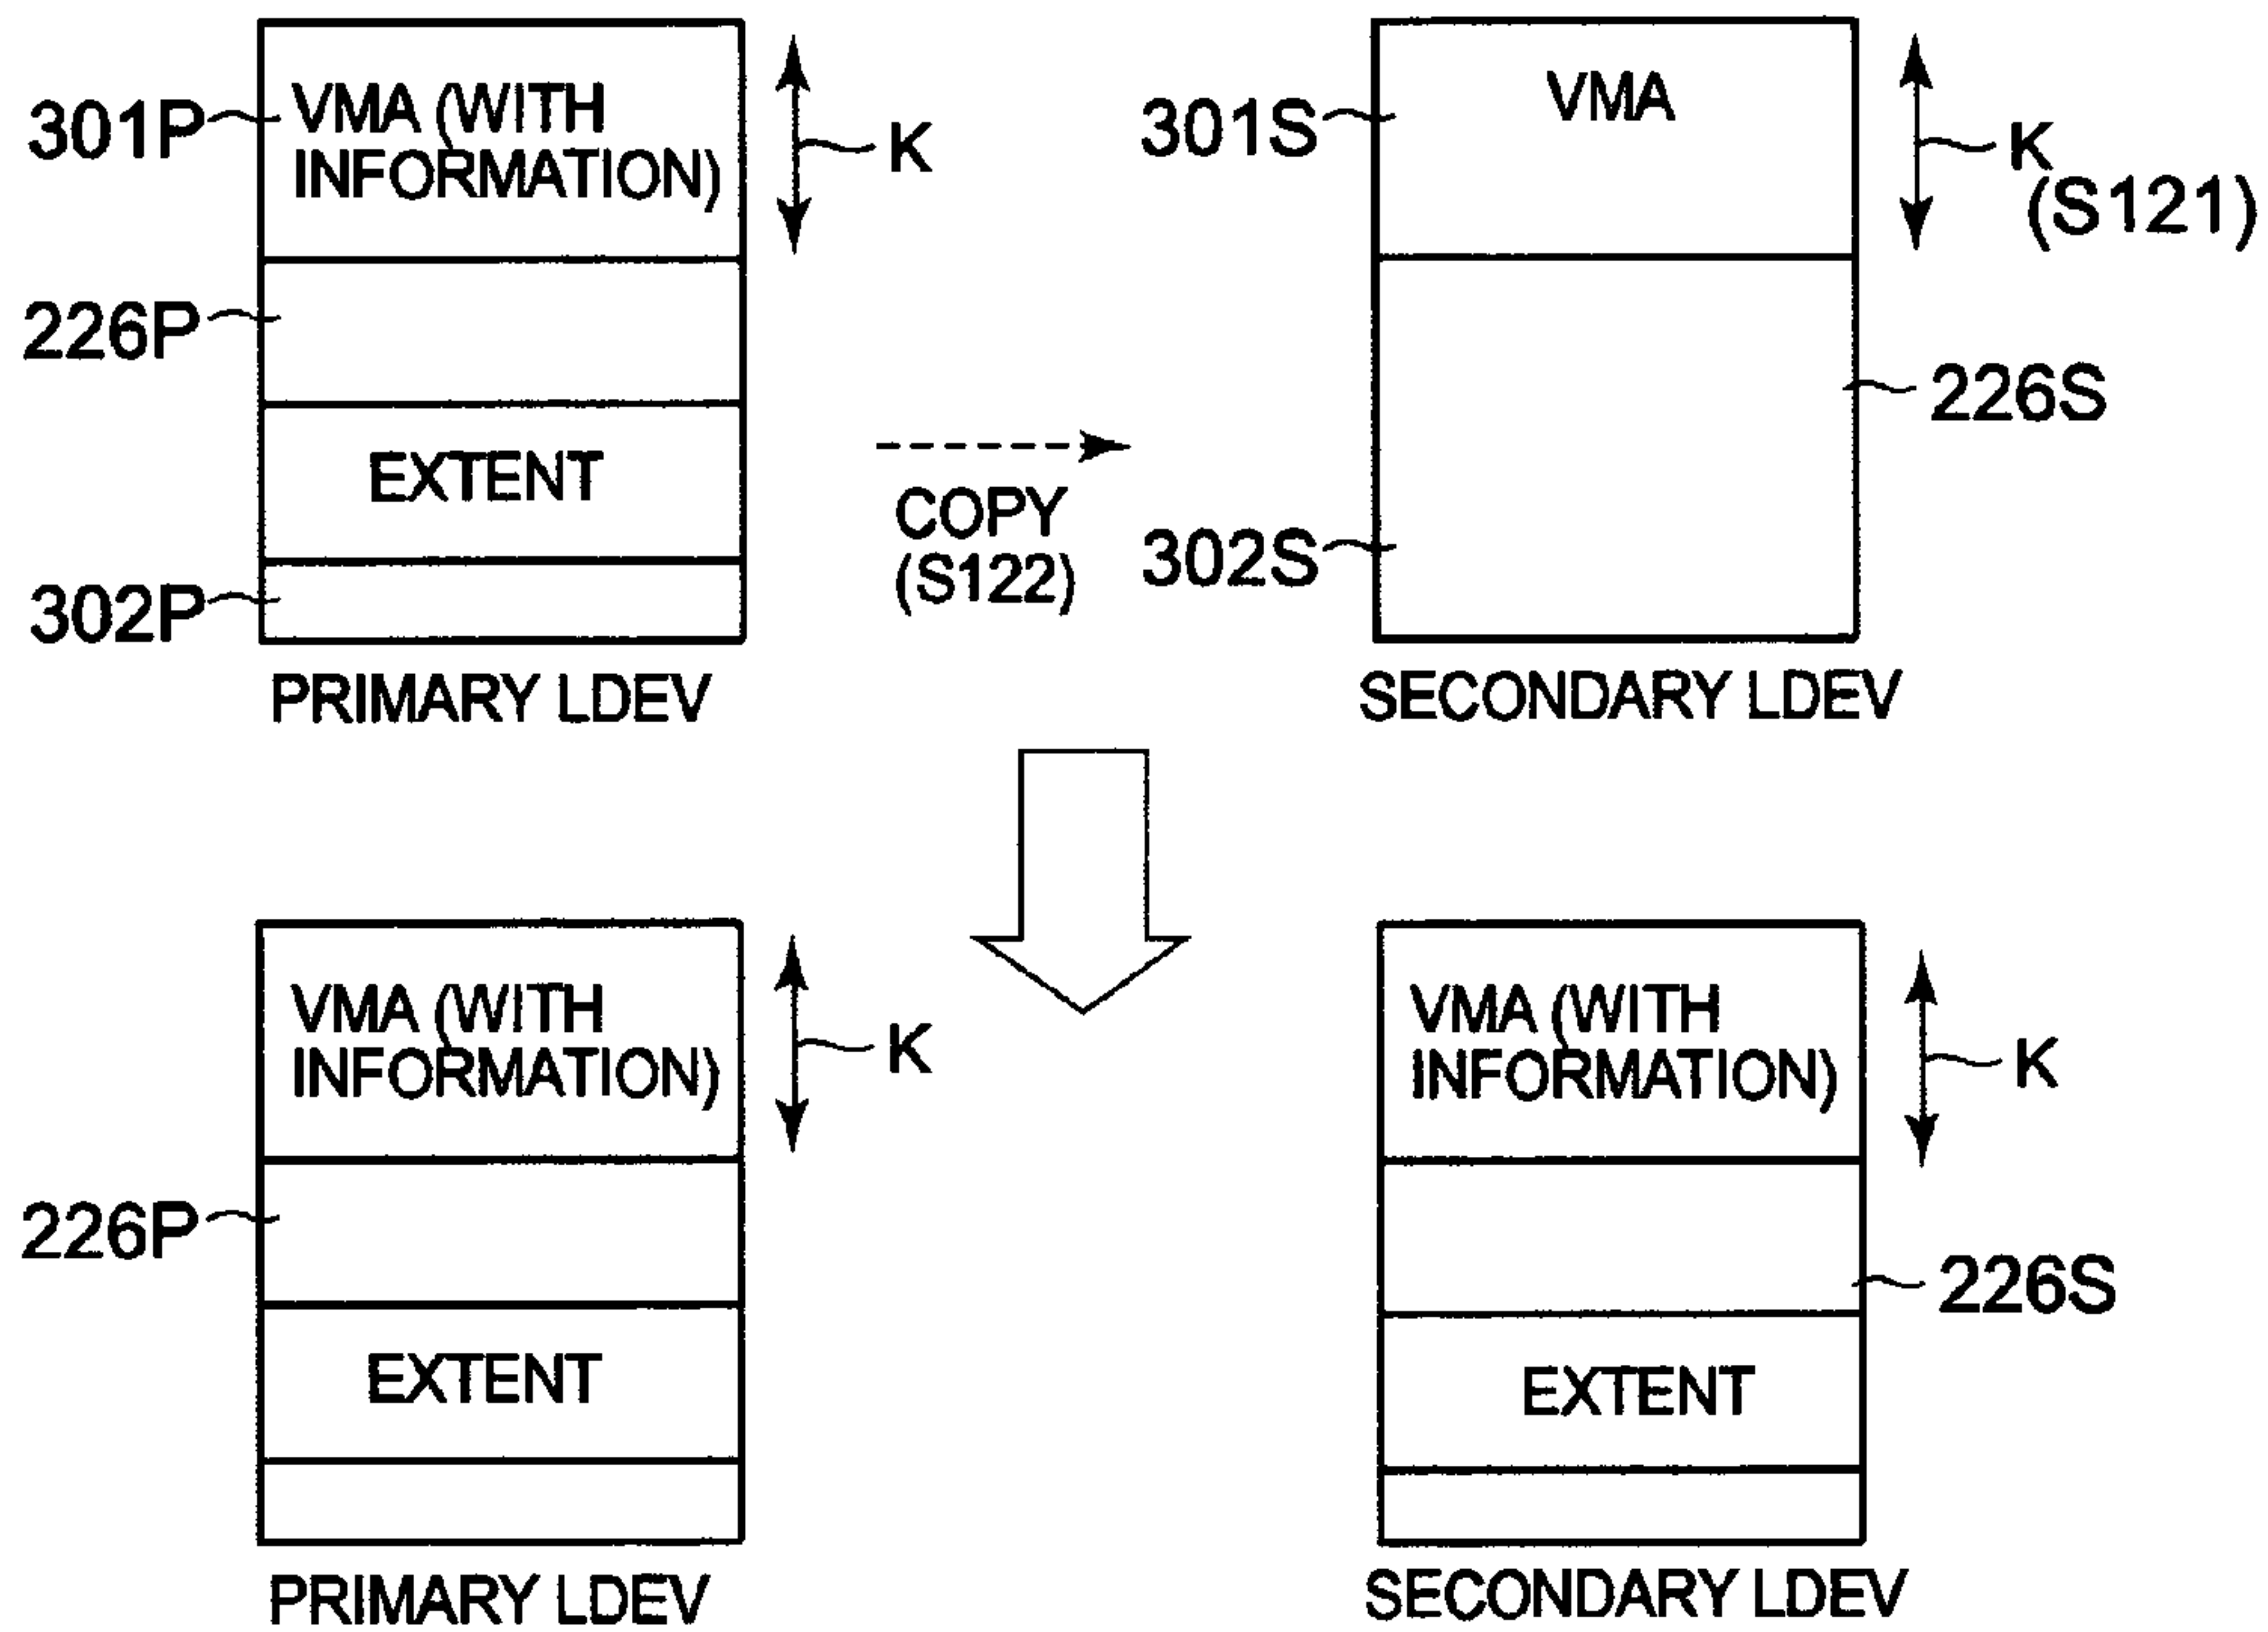 301P
VMA (WITH
INFORMATION)
K
226P
EXTENT
302P
PRIMARY LDEV
COPY
(S122)
301S
VMA
K
(S121)
226S
302S
SECONDARY LDEV
VMA (WITH
INFORMATION)
K
226P
EXTENT
PRIMARY LDEV
VMA (WITH
INFORMATION)
K
226S
EXTENT
SECONDARY LDEV